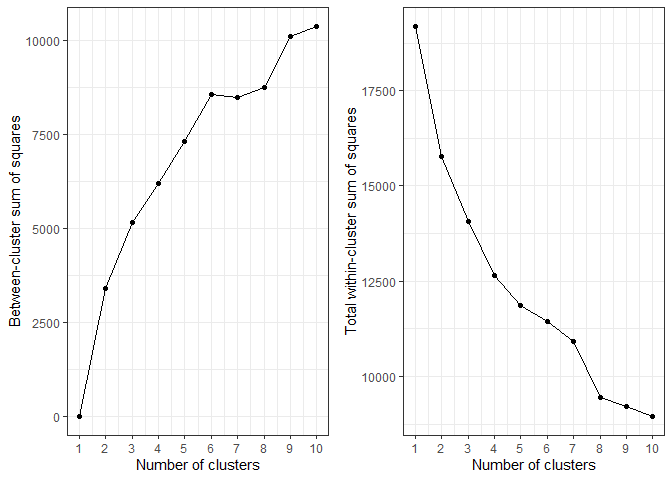 Between-cluster sum of squares
10000
7500
5000
2500
0
1 2 3 4 5 6 7 8 9 10
Number of clusters
Total within-cluster sum of squares
17500
15000
12500
10000
1 2 3 4 5 6 7 8 9 10
Number of clusters